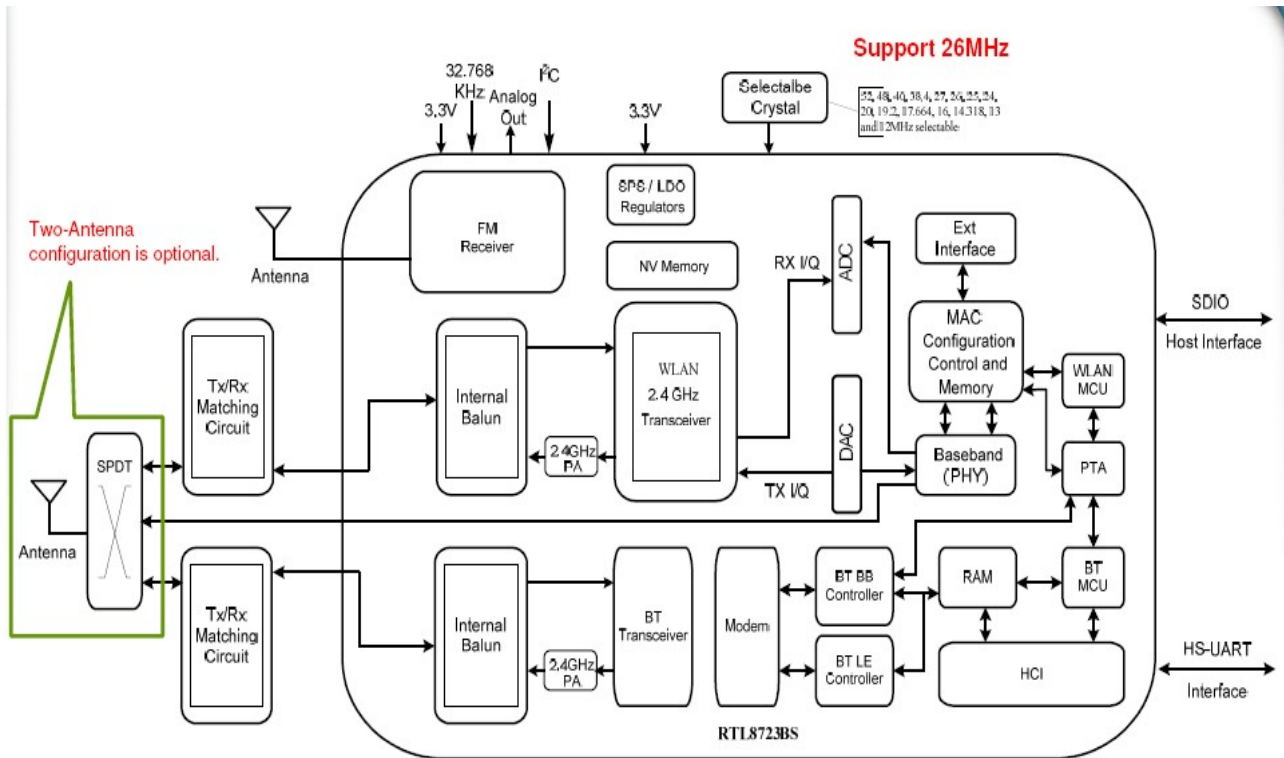 Support 26MHz
32.768
KHz
I²C
Analog
Out
3.3V
3.3V
Selectalbe
Crystal
52, 48, 40, 38.4, 27, 26, 25, 24,
20, 19.2, 17.664, 16, 14.318, 13
and 12MHz selectable
Two-Antenna
configuration is optional.
Antenna
FM
Receiver
SPS / LDO
Regulators
NV Memory
RX I/Q
ADC
Ext
Interface
SDIO
Host Interface
MAC
Configuration
Control and
Memory
WLAN
MCU
Tx/Rx
Matching
Circuit
Internal
Balun
WLAN
2.4 GHz
Transceiver
2.4GHz
PA
DAC
TX I/Q
Baseband
(PHY)
PTA
SPDT
Antenna
Tx/Rx
Matching
Circuit
Internal
Balun
2.4GHz
PA
BT
Transceiver
Modem
BT BB
Controller
BT LE
Controller
RAM
BT
MCU
HCI
HS-UART
Interface
RTL8723BS